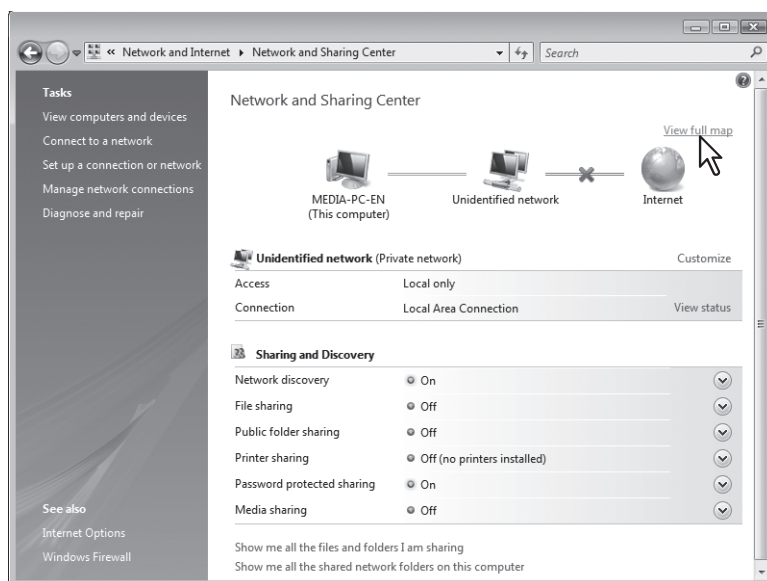 « Network and Internet ▸ Network and Sharing Center
Search
Tasks
View computers and devices
Connect to a network
Set up a connection or network
Manage network connections
Diagnose and repair
See also
Internet Options
Windows Firewall
Network and Sharing Center
View full map
MEDIA-PC-EN
(This computer)
Unidentified network
Internet
Unidentified network (Private network)
Customize
Access Local only
Connection Local Area Connection View status
Sharing and Discovery
Network discovery On
File sharing Off
Public folder sharing Off
Printer sharing Off (no printers installed)
Password protected sharing On
Media sharing Off
Show me all the files and folders I am sharing
Show me all the shared network folders on this computer